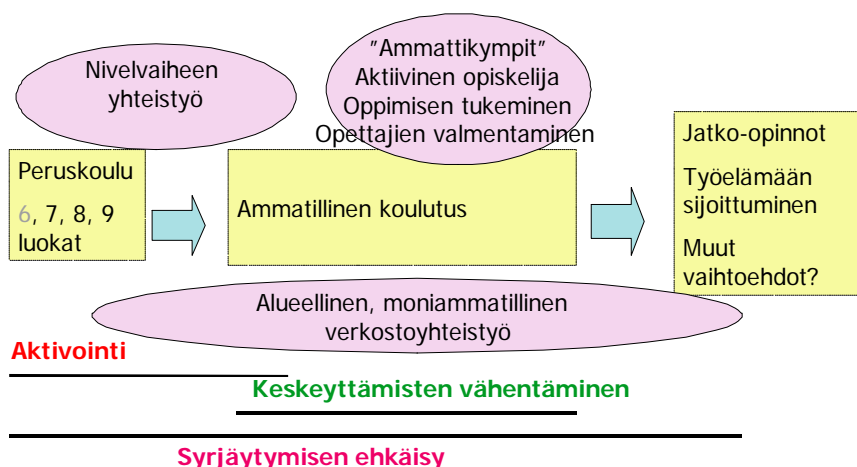 Nivelvaiheen
yhteistyö
"Ammattikympit"
Aktiivinen opiskelija
Oppimisen tukeminen
Opettajien valmentaminen
Peruskoulu
6, 7, 8, 9
luokat
Ammatillinen koulutus
Jatko-opinnot
Työelämään
sijoittuminen
Muut
vaihtoehdot?
Alueellinen, moniammatillinen
verkostoyhteistyö
Aktivointi
Keskeyttämisten vähentäminen
Syrjäytymisen ehkäisy